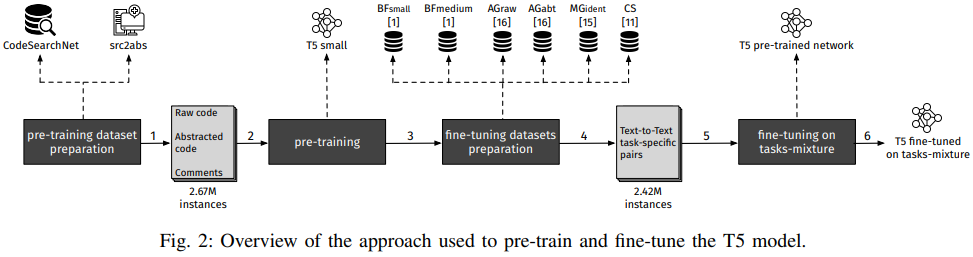 BFsmall BFmedium AGraw AGabt MGident CS
[1] [1] [16] [16] [15] [11]
CodeSearchNet
src2abs
T5 small
T5 pre-trained network
pre-training dataset
preparation
1
Raw code
Abstracted
code
Comments
2.67M
instances
2
pre-training
3
fine-tuning datasets
preparation
4
Text-to-Text
task-specific
pairs
2.42M
instances
5
fine-tuning on
tasks-mixture
6
T5 fine-tuned
on tasks-mixture
Fig. 2: Overview of the approach used to pre-train and fine-tune the T5 model.